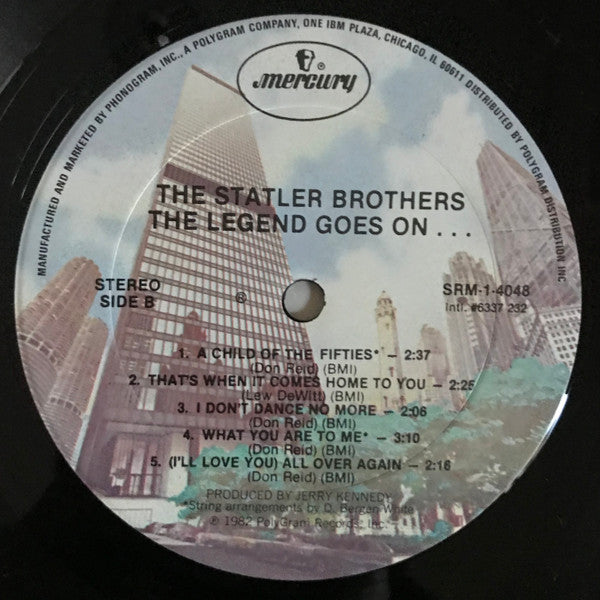 MANUFACTURED AND MARKETED BY PHONOGRAM, INC., A POLYGRAM COMPANY, ONE IBM PLAZA, CHICAGO, IL 60611 DISTRIBUTED BY POLYGRAM DISTRIBUTION, INC
®
mercury
THE STATLER BROTHERS
THE LEGEND GOES ON . . .
STEREO
SIDE B
℗
SRM-1-4048
Intl. #6337 232
1. A CHILD OF THE FIFTIES* – 2:37
(Don Reid) (BMI)
2. THAT'S WHEN IT COMES HOME TO YOU – 2:25
(Lew DeWitt) (BMI)
3. I DON'T DANCE NO MORE – 2:06
(Don Reid) (BMI)
4. WHAT YOU ARE TO ME* – 3:10
(Don Reid) (BMI)
5. (I'LL LOVE YOU) ALL OVER AGAIN – 2:16
(Don Reid) (BMI)
PRODUCED BY JERRY KENNEDY
*String arrangements by D. Bergen White
℗ 1982 PolyGram Records, Inc.